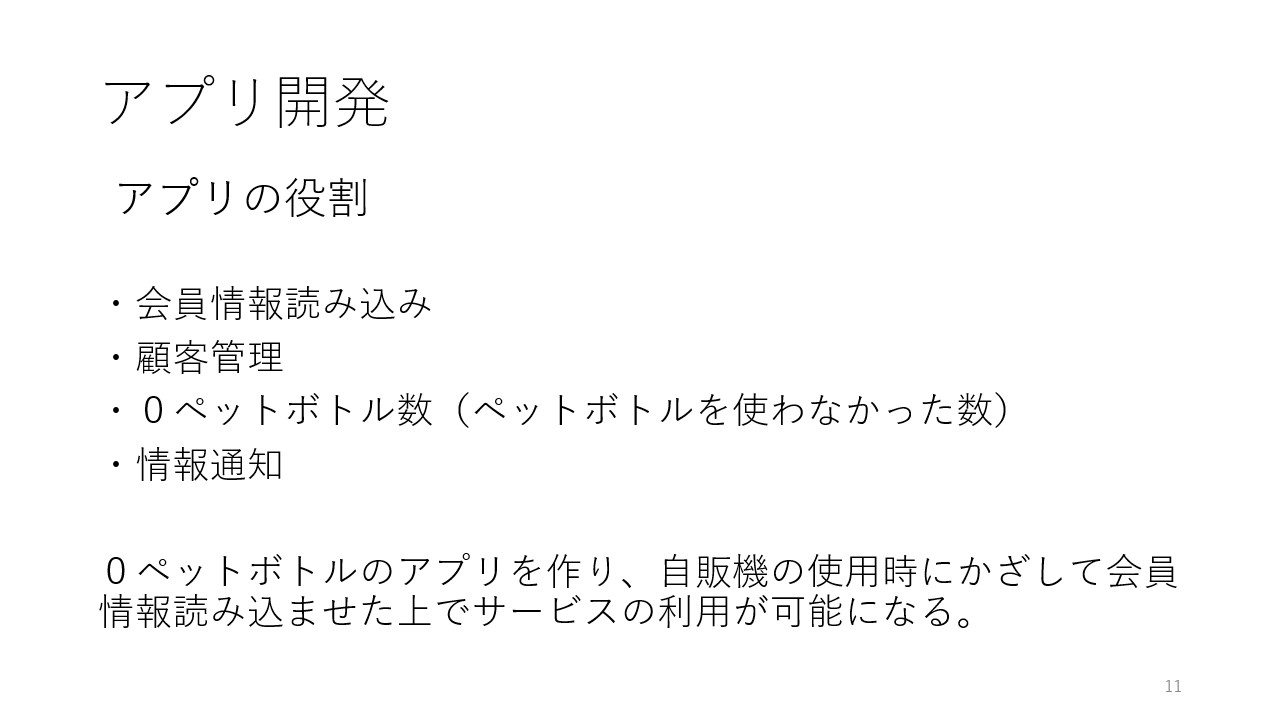 アプリ開発
アプリの役割
・会員情報読み込み
・顧客管理
・０ペットボトル数（ペットボトルを使わなかった数）
・情報通知
０ペットボトルのアプリを作り、自販機の使用時にかざして会員
情報読み込ませた上でサービスの利用が可能になる。
11